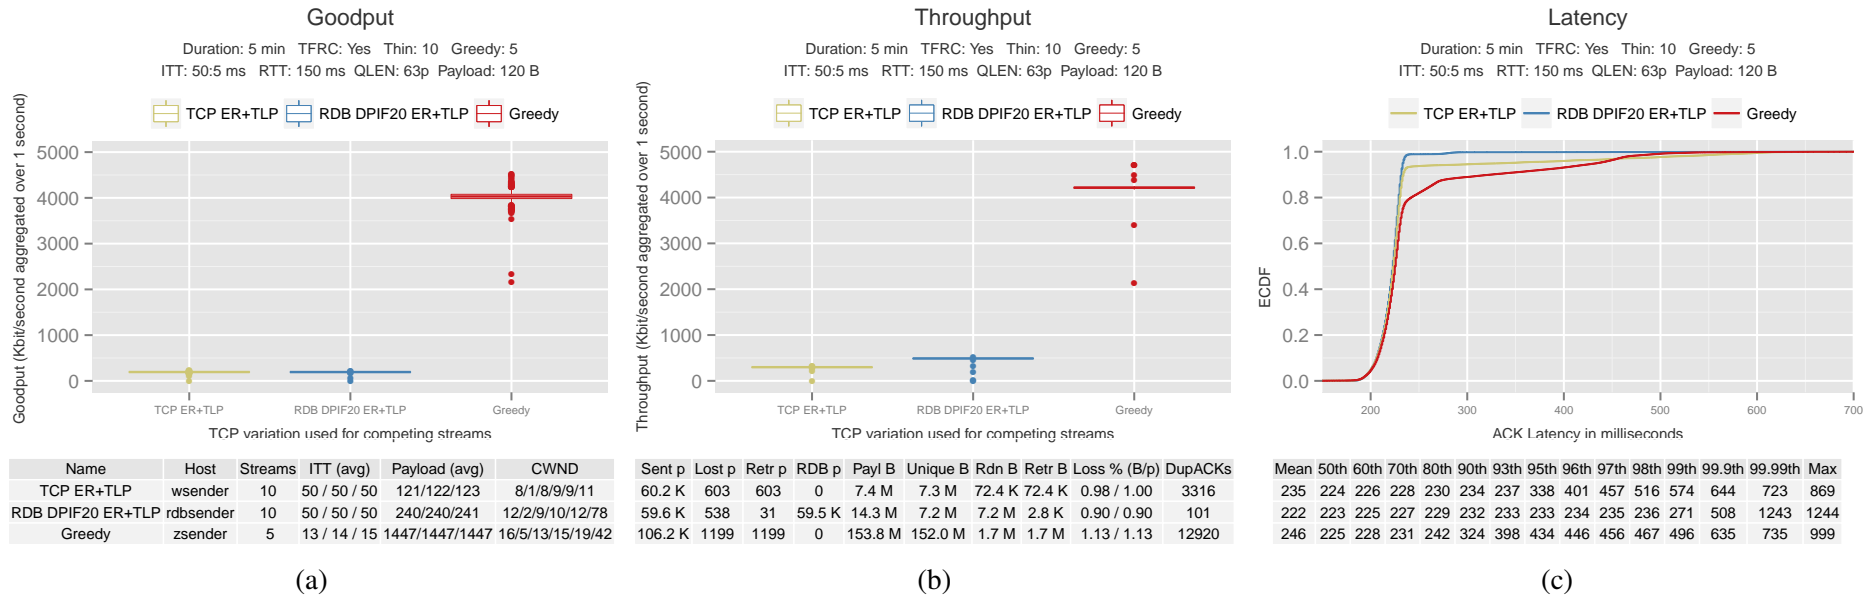 Goodput
Duration: 5 min TFRC: Yes Thin: 10 Greedy: 5
ITT: 50:5 ms RTT: 150 ms QLEN: 63p Payload: 120 B
TCP ER+TLP RDB DPIF20 ER+TLP Greedy
Goodput (Kbit/second aggregated over 1 second)
5000
4000
3000
2000
1000
0
TCP ER+TLP RDB DPIF20 ER+TLP Greedy
TCP variation used for competing streams
Name Host Streams ITT (avg) Payload (avg) CWND
TCP ER+TLP wsender 10 50 / 50 / 50 121/122/123 8/1/8/9/9/11
RDB DPIF20 ER+TLP rdbsender 10 50 / 50 / 50 240/240/241 12/2/9/10/12/78
Greedy zsender 5 13 / 14 / 15 1447/1447/1447 16/5/13/15/19/42
(a)
Throughput
Duration: 5 min TFRC: Yes Thin: 10 Greedy: 5
ITT: 50:5 ms RTT: 150 ms QLEN: 63p Payload: 120 B
TCP ER+TLP RDB DPIF20 ER+TLP Greedy
Throughput (Kbit/second aggregated over 1 second)
5000
4000
3000
2000
1000
0
TCP ER+TLP RDB DPIF20 ER+TLP Greedy
TCP variation used for competing streams
Sent p Lost p Retr p RDB p Payl B Unique B Rdn B Retr B Loss % (B/p) DupACKs
60.2 K 603 603 0 7.4 M 7.3 M 72.4 K 72.4 K 0.98 / 1.00 3316
59.6 K 538 31 59.5 K 14.3 M 7.2 M 7.2 M 2.8 K 0.90 / 0.90 101
106.2 K 1199 1199 0 153.8 M 152.0 M 1.7 M 1.7 M 1.13 / 1.13 12920
(b)
Latency
Duration: 5 min TFRC: Yes Thin: 10 Greedy: 5
ITT: 50:5 ms RTT: 150 ms QLEN: 63p Payload: 120 B
TCP ER+TLP RDB DPIF20 ER+TLP Greedy
ECDF
1.0
0.8
0.6
0.4
0.2
0.0
200 300 400 500 600 700
ACK Latency in milliseconds
Mean 50th 60th 70th 80th 90th 93th 95th 96th 97th 98th 99th 99.9th 99.99th Max
235 224 226 228 230 234 237 338 401 457 516 574 644 723 869
222 223 225 227 229 232 233 233 234 235 236 271 508 1243 1244
246 225 228 231 242 324 398 434 446 456 467 496 635 735 999
(c)